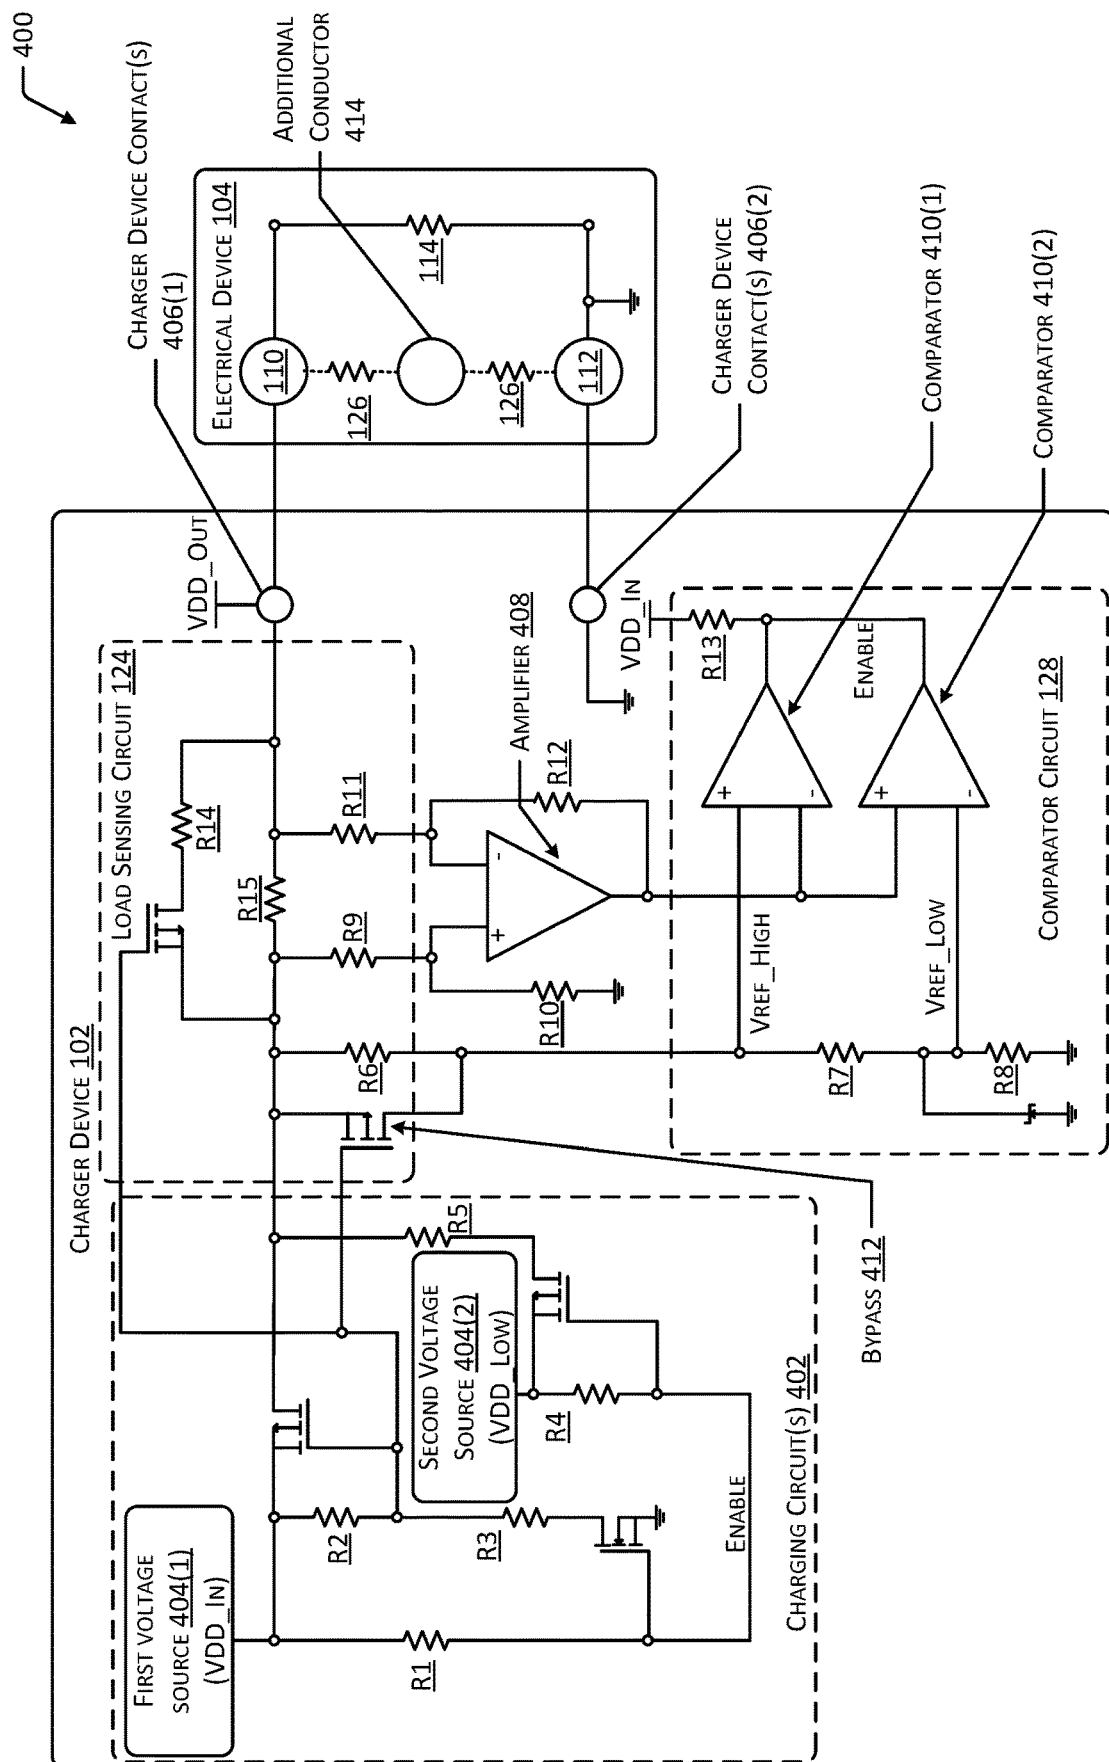 400
CHARGER DEVICE 102
FIRST VOLTAGE
SOURCE 404(1)
(VDD_IN)
R1
R2
R3
SECOND VOLTAGE
SOURCE 404(2)
(VDD_LOW)
R4
R5
ENABLE
CHARGING CIRCUIT(S) 402
BYPASS 412
LOAD SENSING CIRCUIT 124
R14
R15
R6
R9
R11
R10
R12
AMPLIFIER 408
VDD_OUT
CHARGER DEVICE CONTACT(S)
406(1)
ELECTRICAL DEVICE 104
110
126
126
112
114
ADDITIONAL
CONDUCTOR
414
CHARGER DEVICE
CONTACT(S) 406(2)
VDD_IN
R13
VREF_HIGH
VREF_LOW
R7
R8
+
-
+
-
+
-
ENABLE
COMPARATOR CIRCUIT 128
COMPARATOR 410(1)
COMPARATOR 410(2)